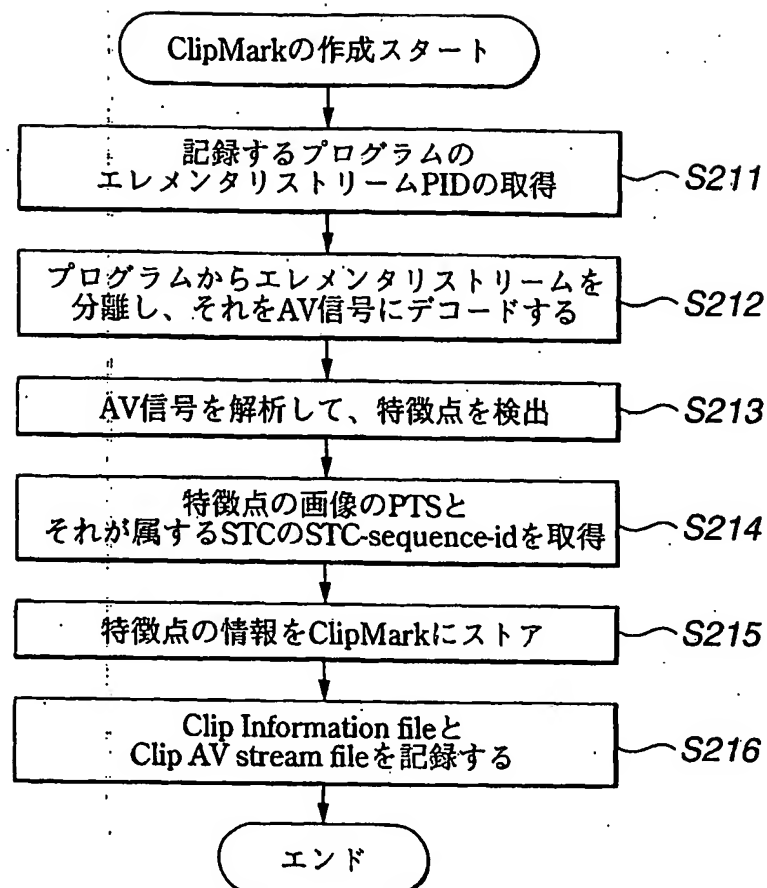 ClipMarkの作成スタート
記録するプログラムの
エレメンタリストリームPIDの取得
S211
プログラムからエレメンタリストリームを
分離し、それをAV信号にデコードする
S212
AV信号を解析して、特徴点を検出
S213
特徴点の画像のPTSと
それが属するSTCのSTC-sequence-idを取得
S214
特徴点の情報をClipMarkにストア
S215
Clip Information fileと
Clip AV stream fileを記録する
S216
エンド